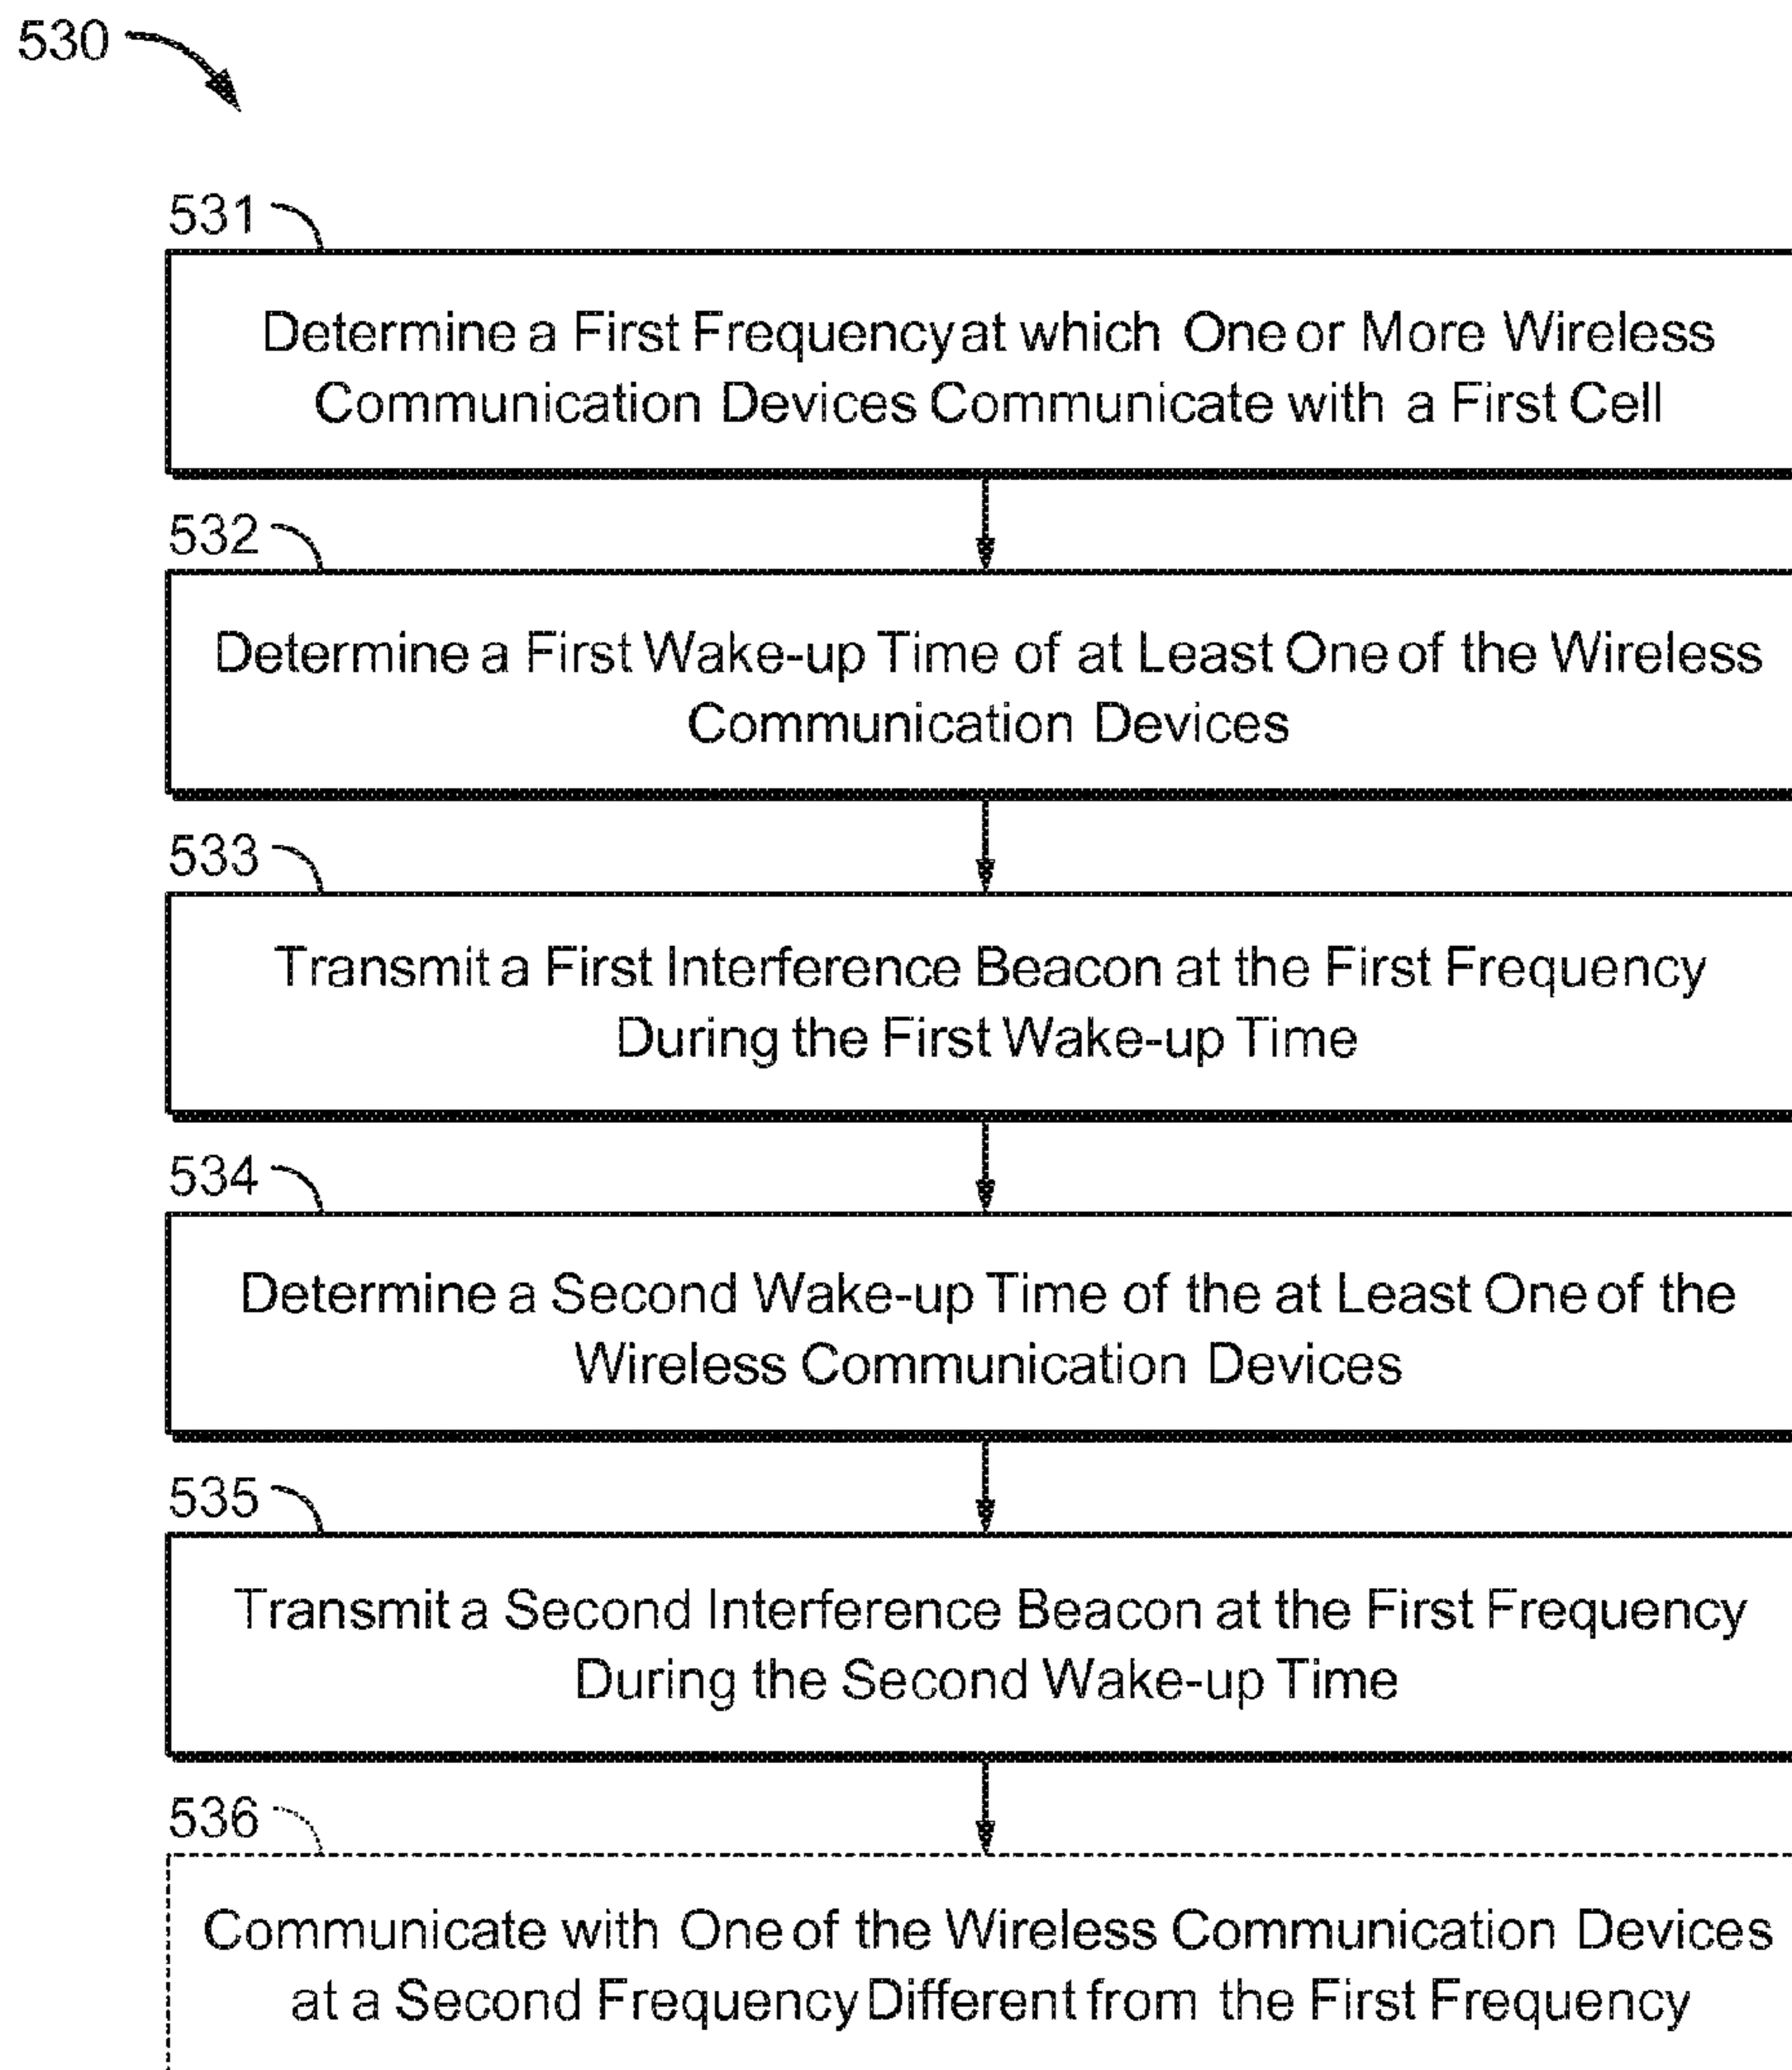 530
531
Determine a First Frequency at which One or More Wireless
Communication Devices Communicate with a First Cell
532
Determine a First Wake-up Time of at Least One of the Wireless
Communication Devices
533
Transmit a First Interference Beacon at the First Frequency
During the First Wake-up Time
534
Determine a Second Wake-up Time of the at Least One of the
Wireless Communication Devices
535
Transmit a Second Interference Beacon at the First Frequency
During the Second Wake-up Time
536
Communicate with One of the Wireless Communication Devices
at a Second Frequency Different from the First Frequency